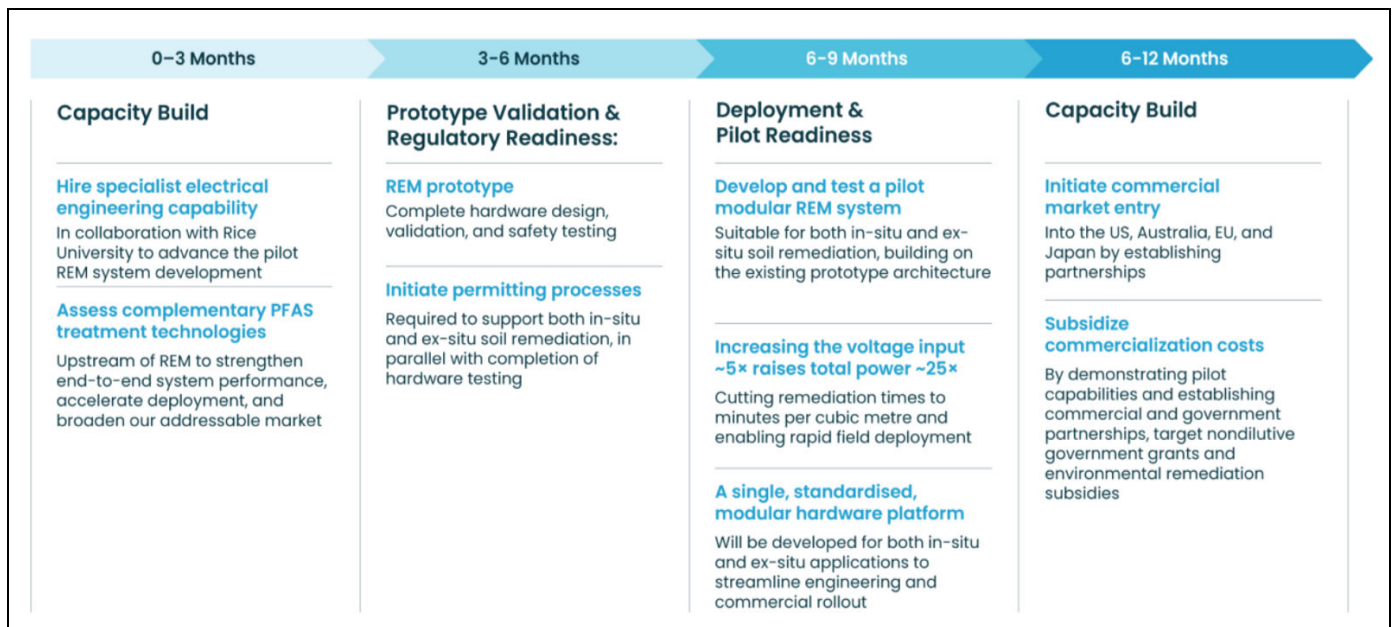 0–3 Months
3-6 Months
6-9 Months
6-12 Months
Capacity Build
Hire specialist electrical
engineering capability
In collaboration with Rice
University to advance the pilot
REM system development
Assess complementary PFAS
treatment technologies
Upstream of REM to strengthen
end-to-end system performance,
accelerate deployment, and
broaden our addressable market
Prototype Validation &
Regulatory Readiness:
REM prototype
Complete hardware design,
validation, and safety testing
Initiate permitting processes
Required to support both in-situ
and ex-situ soil remediation, in
parallel with completion of
hardware testing
Deployment &
Pilot Readiness
Develop and test a pilot
modular REM system
Suitable for both in-situ and ex-
situ soil remediation, building on
the existing prototype architecture
Increasing the voltage input
~5× raises total power ~25×
Cutting remediation times to
minutes per cubic metre and
enabling rapid field deployment
A single, standardised,
modular hardware platform
Will be developed for both in-situ
and ex-situ applications to
streamline engineering and
commercial rollout
Capacity Build
Initiate commercial
market entry
Into the US, Australia, EU, and
Japan by establishing
partnerships
Subsidize
commercialization costs
By demonstrating pilot
capabilities and establishing
commercial and government
partnerships, target nondilutive
government grants and
environmental remediation
subsidies